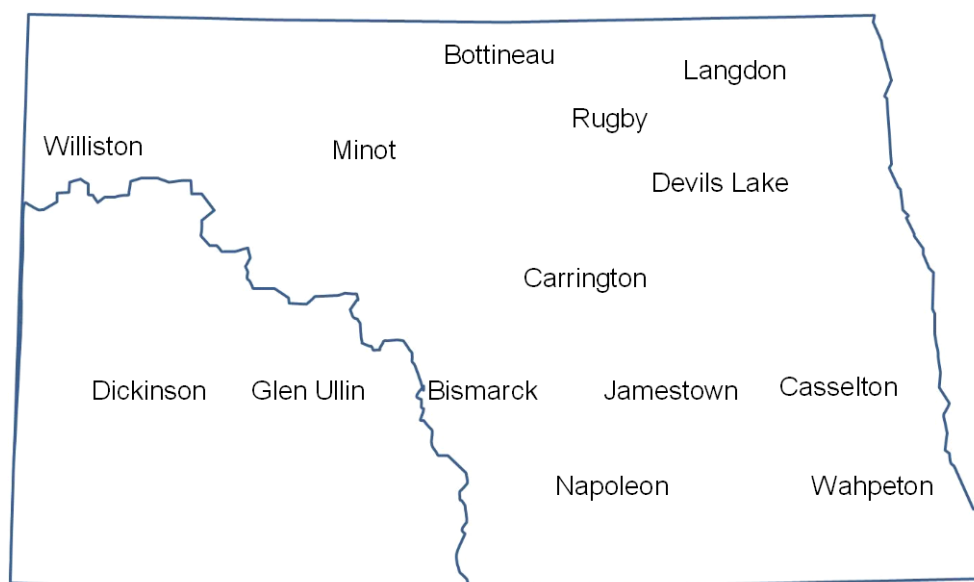 Bottineau
Langdon
Rugby
Williston
Minot
Devils Lake
Carrington
Dickinson
Glen Ullin
Bismarck
Jamestown
Casselton
Napoleon
Wahpeton